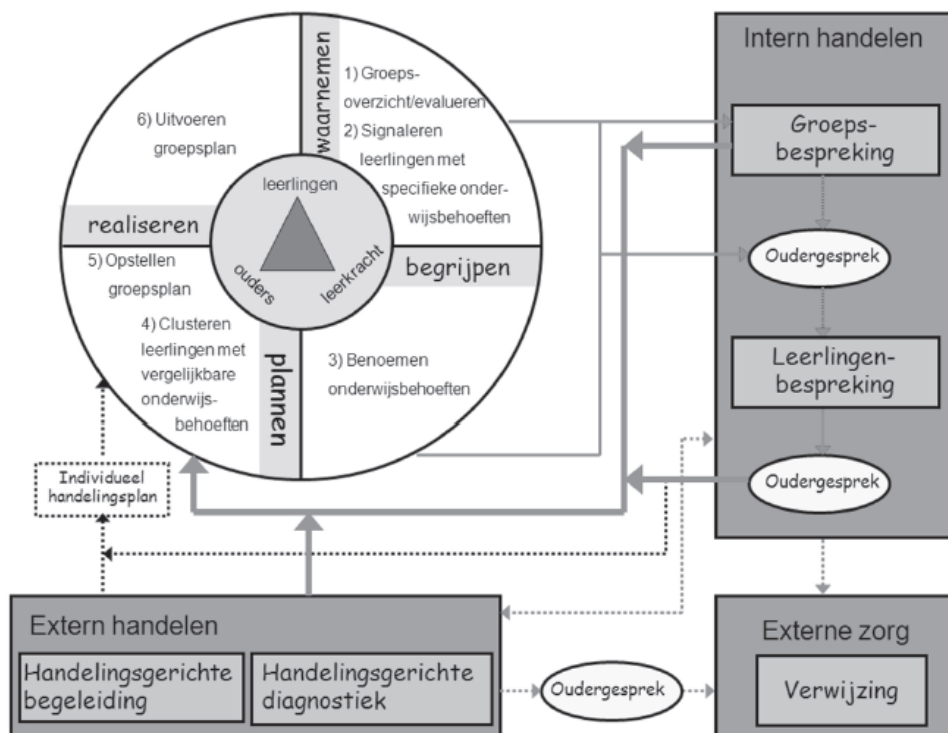 waarnemen
1) Groeps-
overzicht/evalueren
2) Signaleren
leerlingen met
specifieke onder-
wijsbehoeften
begrijpen
3) Benoemen
onderwijsbehoeften
plannen
4) Clusteren
leerlingen met
vergelijkbare
onderwijs-
behoeften
5) Opstellen
groepsplan
realiseren
6) Uitvoeren
groepsplan
leerlingen
ouders
leerkracht
Intern handelen
Groeps-
bespreking
Oudergesprek
Leerlingen-
bespreking
Oudergesprek
Individueel
handelingsplan
Extern handelen
Handelingsgerichte
begeleiding
Handelingsgerichte
diagnostiek
Oudergesprek
Externe zorg
Verwijzing